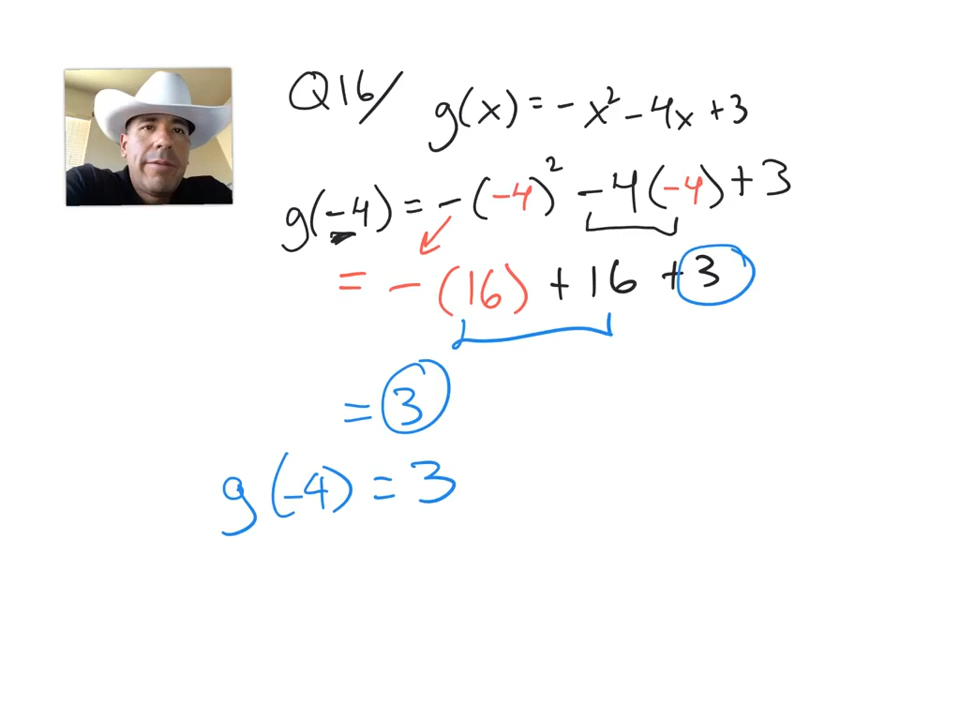 Q16/ g(x) = -x² - 4x + 3
g(-4) = -(-4)² -4(-4) + 3
= -(16) + 16 + 3
= 3
g(-4) = 3